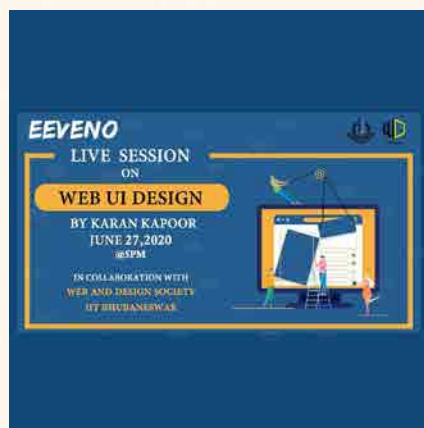 EEVENO
LIVE SESSION
ON
WEB UI DESIGN
BY KARAN KAPOOR
JUNE 27,2020
@5PM
IN COLLABORATION WITH
WEB AND DESIGN SOCIETY
IIT BHUBANESWAR